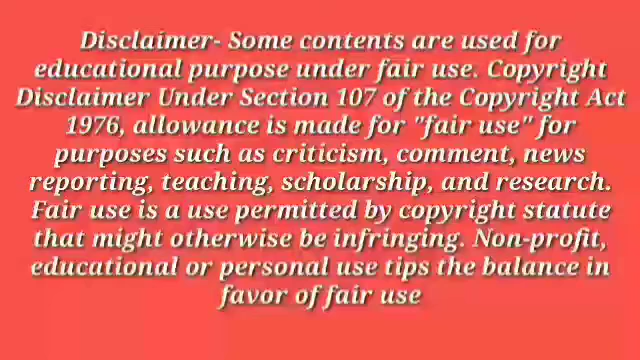 Disclaimer- Some contents are used for
educational purpose under fair use. Copyright
Disclaimer Under Section 107 of the Copyright Act
1976, allowance is made for "fair use" for
purposes such as criticism, comment, news
reporting, teaching, scholarship, and research.
Fair use is a use permitted by copyright statute
that might otherwise be infringing. Non-profit,
educational or personal use tips the balance in
favor of fair use